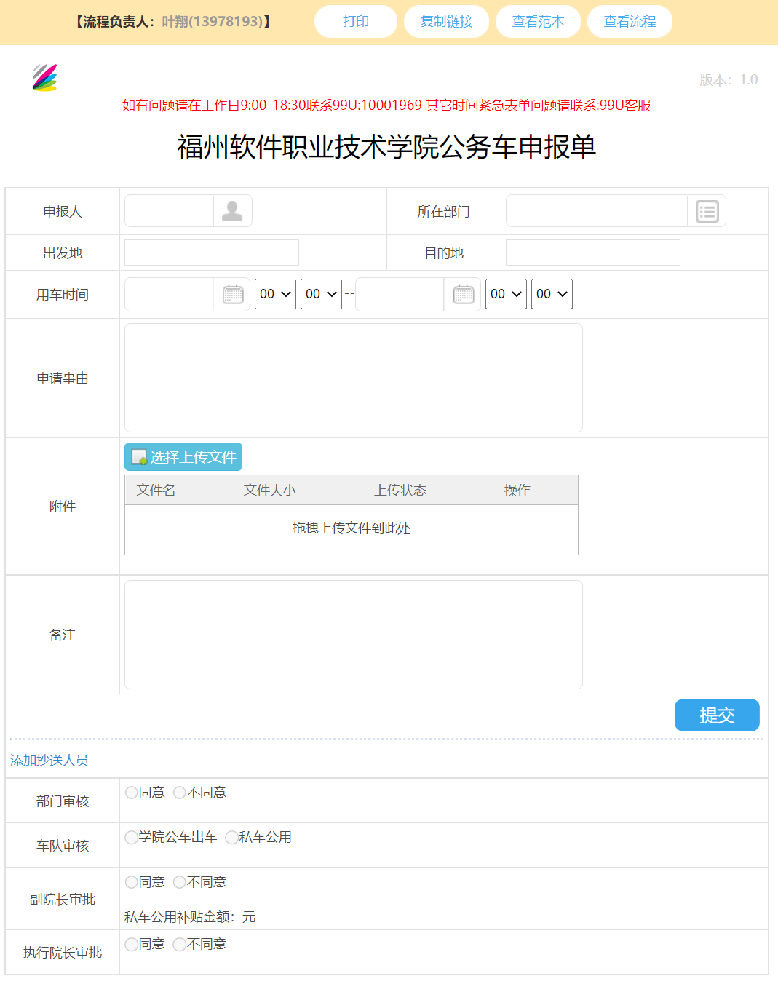 【流程负责人：叶翔(13978193)】 打印 复制链接 查看范本 查看流程
版本：1.0
如有问题请在工作日9:00-18:30联系99U:10001969 其它时间紧急表单问题请联系:99U客服
福州软件职业技术学院公务车申报单
申报人 所在部门
出发地 目的地
用车时间 00 00 -- 00 00
申请事由
选择上传文件
文件名 文件大小 上传状态 操作
附件
拖拽上传文件到此处
备注
提交
添加抄送人员
部门审核 同意 不同意
车队审核 学院公车出车 私车公用
副院长审批 同意 不同意
私车公用补贴金额：元
执行院长审批 同意 不同意